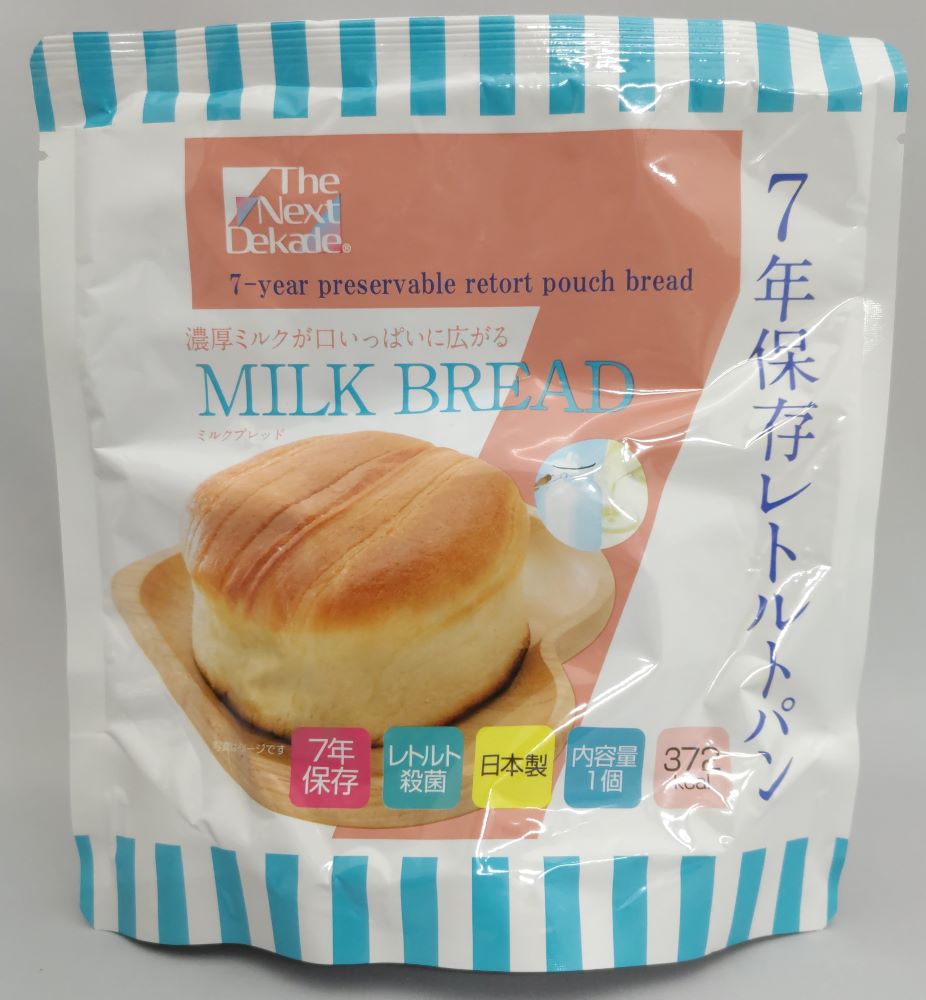 The
Next
Dekade®
7-year preservable retort pouch bread
濃厚ミルクが口いっぱいに広がる
MILK BREAD
ミルクブレッド
7年保存レトルトパン
写真はイメージです
7年
保存
レトルト
殺菌
日本製
内容量
1個
372
kcal